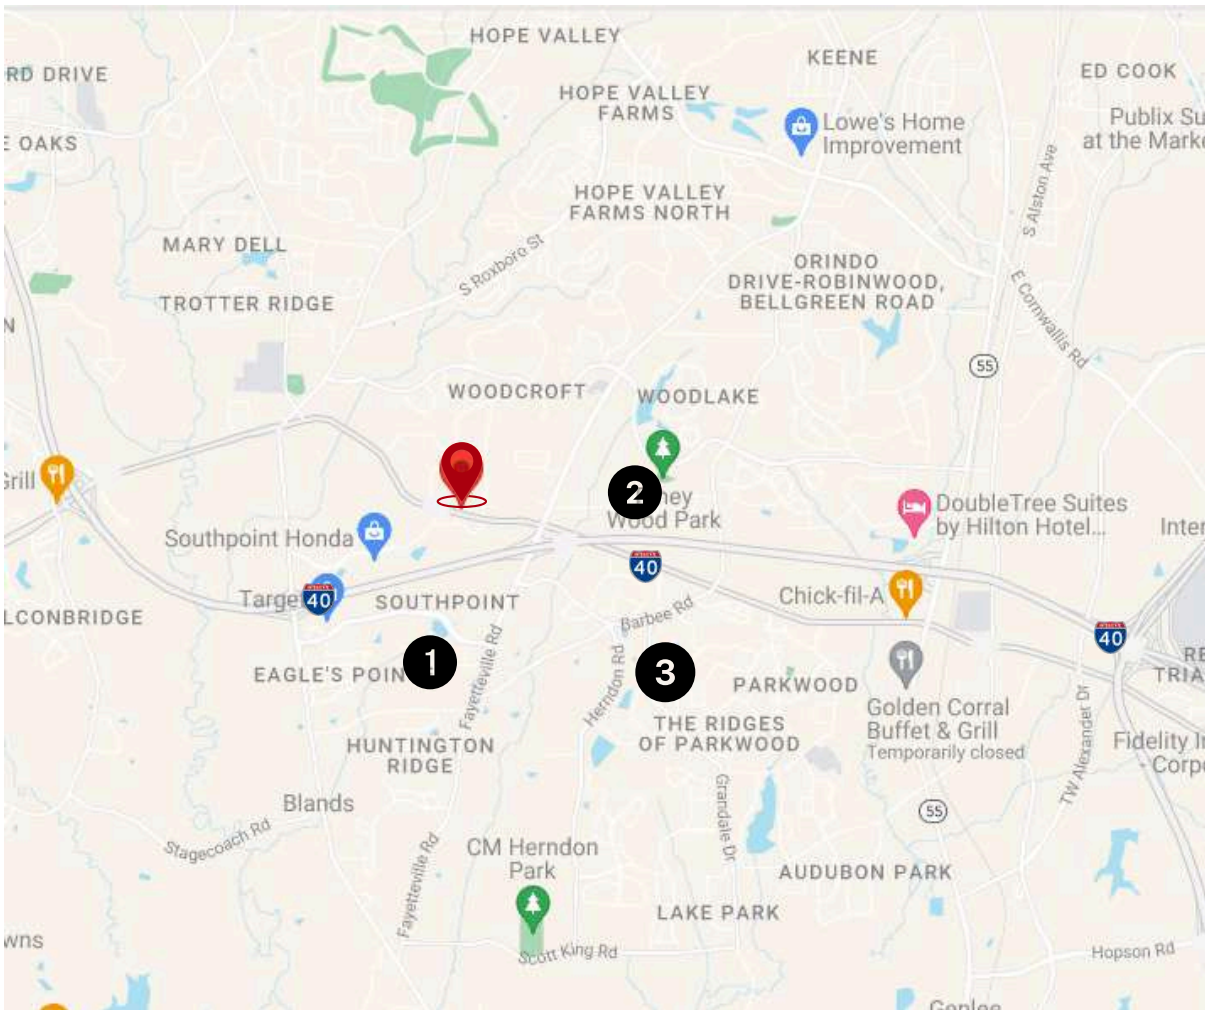 HOPE VALLEY
KEENE
RD DRIVE
ED COOK
HOPE VALLEY
FARMS
Lowe's Home
Improvement
Publix Su
at the Marke
E OAKS
S Alston Ave
HOPE VALLEY
FARMS NORTH
MARY DELL
S Roxboro St
ORINDO
DRIVE-ROBINWOOD,
BELLGREEN ROAD
TROTTER RIDGE
E Cornwallis Rd
N
55
WOODCROFT
WOODLAKE
Grill
2
ney
Wood Park
DoubleTree Suites
by Hilton Hotel...
Inter
Southpoint Honda
40
Chick-fil-A
Targe
40
SOUTHPOINT
Barbee Rd
LCONBRIDGE
40
Fayetteville Rd
Herndon Rd
1
EAGLE'S POIN
3
PARKWOOD
RE
TRIA
Golden Corral
Buffet & Grill
Temporarily closed
THE RIDGES
OF PARKWOOD
TW Alexander Dr
HUNTINGTON
RIDGE
Fidelity I
Corpo
Blands
Grandale Dr
55
Stagecoach Rd
CM Herndon
Park
Fayetteville Rd
AUDUBON PARK
LAKE PARK
wns
Scott King Rd
Hopson Rd